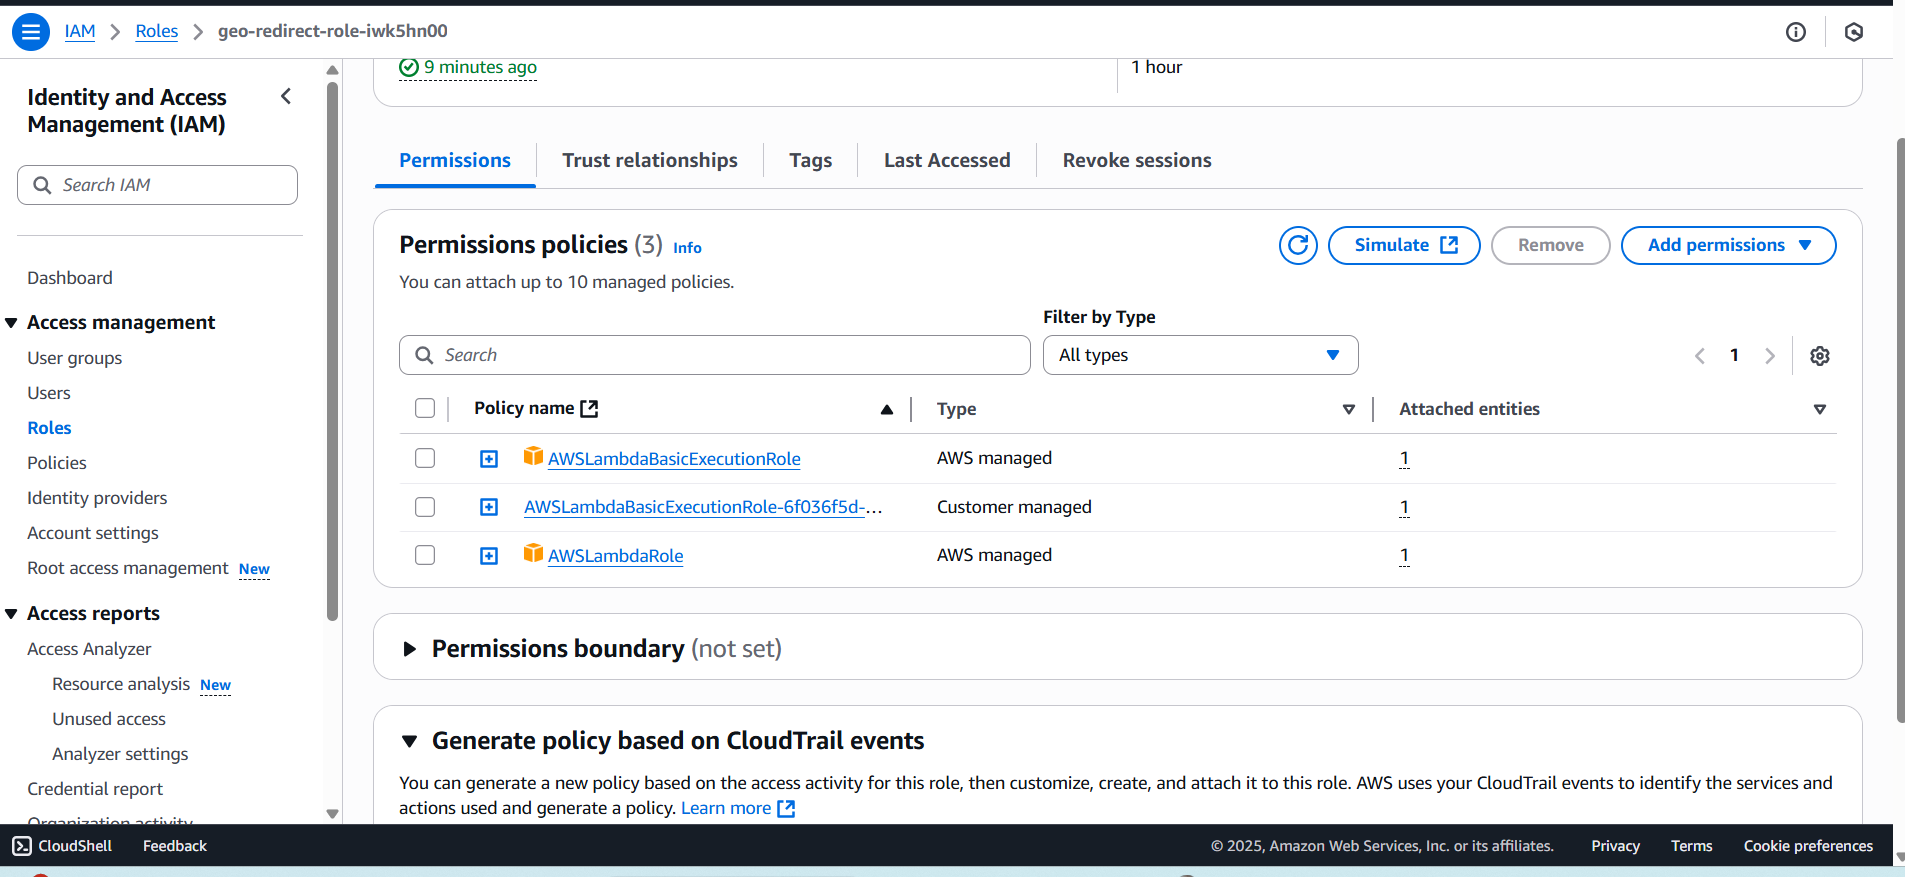 IAM > Roles > geo-redirect-role-iwk5hn00
Identity and Access Management (IAM)
Search IAM
Dashboard
Access management
User groups
Users
Roles
Policies
Identity providers
Account settings
Root access management New
Access reports
Access Analyzer
Resource analysis New
Unused access
Analyzer settings
Credential report
Organization activity
9 minutes ago
1 hour
Permissions
Trust relationships
Tags
Last Accessed
Revoke sessions
Permissions policies (3) Info
Simulate
Remove
Add permissions
You can attach up to 10 managed policies.
Filter by Type
Search
All types
1
Policy name
Type
Attached entities
AWSLambdaBasicExecutionRole
AWS managed
1
AWSLambdaBasicExecutionRole-6f036f5d-...
Customer managed
1
AWSLambdaRole
AWS managed
1
Permissions boundary (not set)
Generate policy based on CloudTrail events
You can generate a new policy based on the access activity for this role, then customize, create, and attach it to this role. AWS uses your CloudTrail events to identify the services and
actions used and generate a policy. Learn more
CloudShell
Feedback
© 2025, Amazon Web Services, Inc. or its affiliates.
Privacy
Terms
Cookie preferences